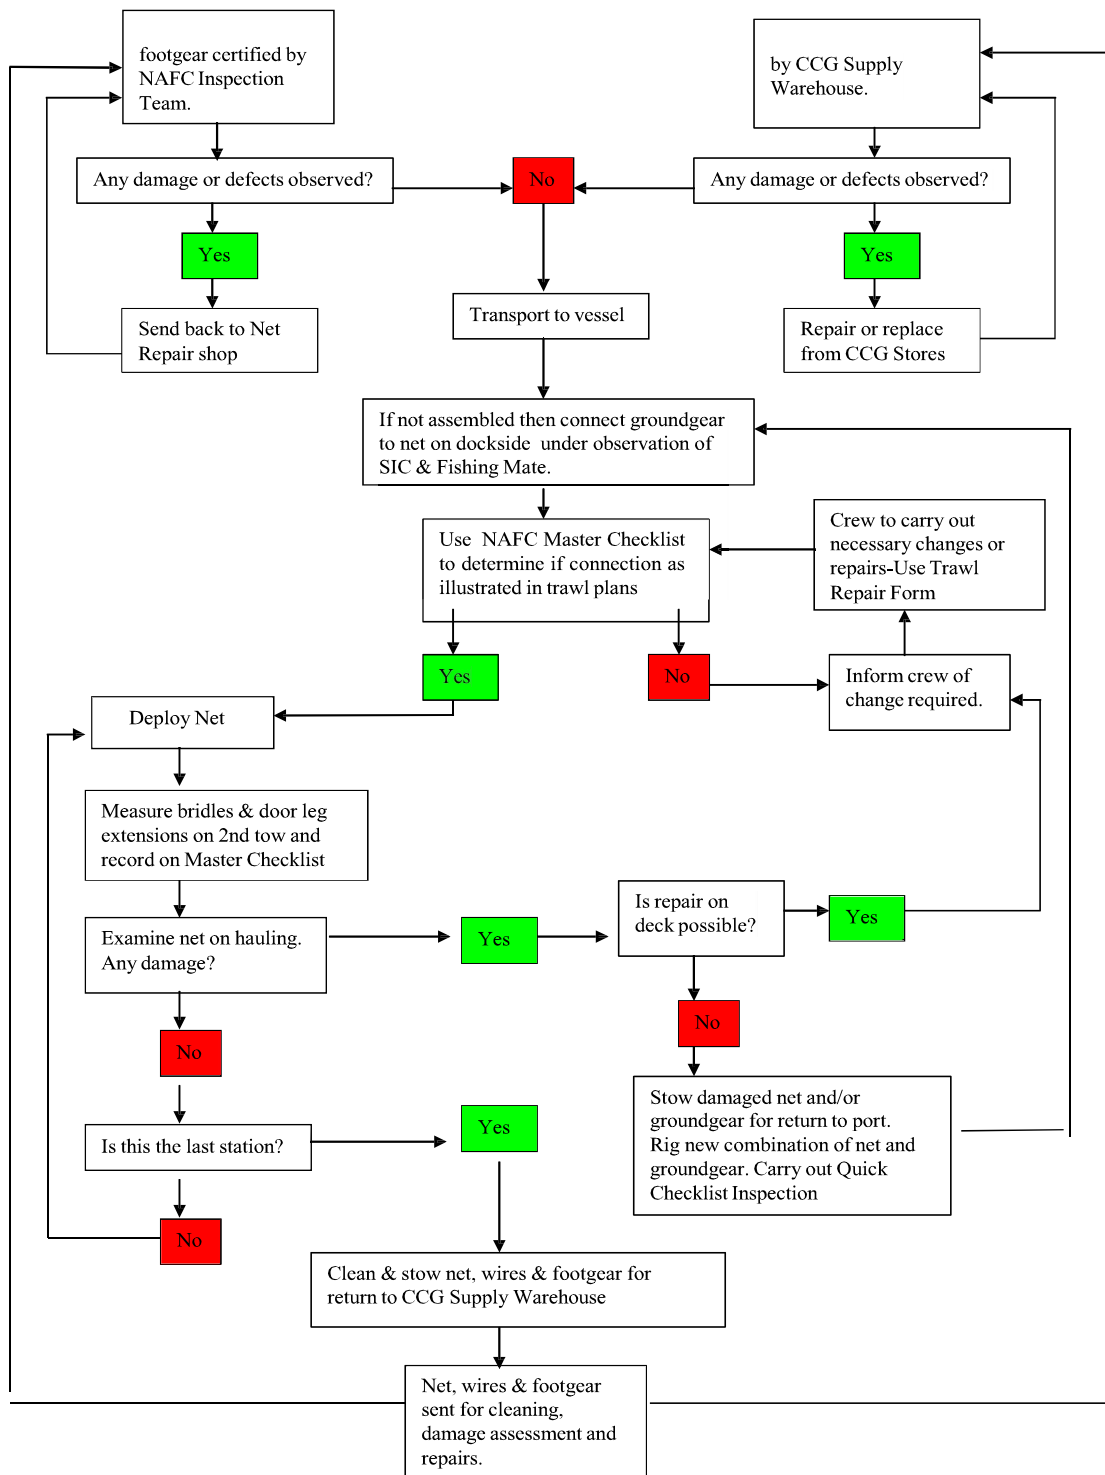 footgear certified by
NAFC Inspection
Team.
by CCG Supply
Warehouse.
Any damage or defects observed?
No
Any damage or defects observed?
Yes
Yes
Send back to Net
Repair shop
Transport to vessel
Repair or replace
from CCG Stores
If not assembled then connect groundgear
to net on dockside under observation of
SIC & Fishing Mate.
Use NAFC Master Checklist
to determine if connection as
illustrated in trawl plans
Crew to carry out
necessary changes or
repairs-Use Trawl
Repair Form
Yes
No
Inform crew of
change required.
Deploy Net
Measure bridles & door leg
extensions on 2nd tow and
record on Master Checklist
Examine net on hauling.
Any damage?
Yes
Is repair on
deck possible?
Yes
No
No
Stow damaged net and/or
groundgear for return to port.
Rig new combination of net and
groundgear. Carry out Quick
Checklist Inspection
Is this the last station?
Yes
No
Clean & stow net, wires & footgear for
return to CCG Supply Warehouse
Net, wires & footgear
sent for cleaning,
damage assessment and
repairs.